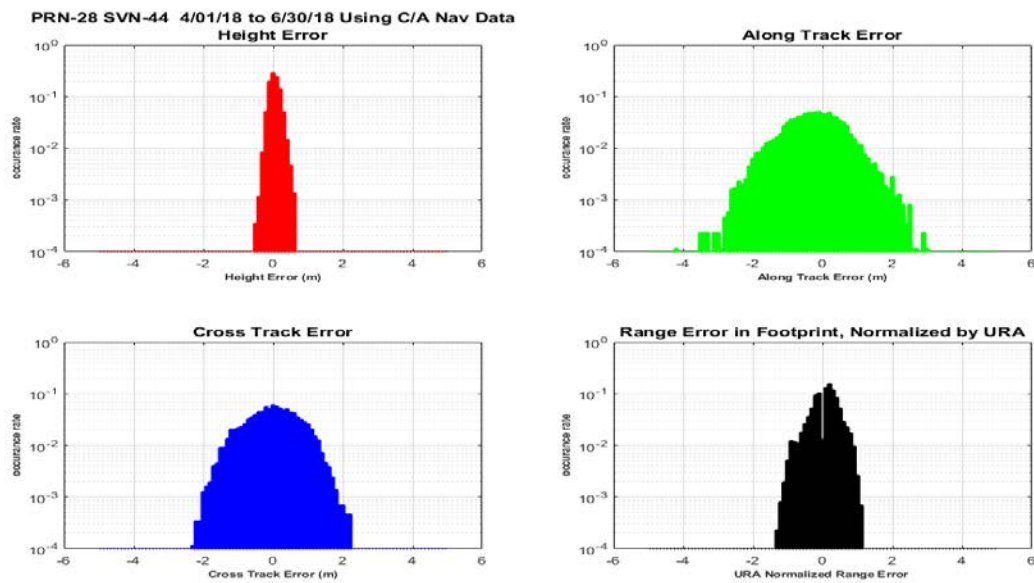 PRN-28 SVN-44 4/01/18 to 6/30/18 Using C/A Nav Data
Height Error
10^0
10^-1
10^-2
10^-3
10^-4
occurance rate
-6 -4 -2 0 2 4 6
Height Error (m)
Along Track Error
10^0
10^-1
10^-2
10^-3
10^-4
occurance rate
-6 -4 -2 0 2 4 6
Along Track Error (m)
Cross Track Error
10^0
10^-1
10^-2
10^-3
10^-4
occurance rate
-6 -4 -2 0 2 4 6
Cross Track Error (m)
Range Error in Footprint, Normalized by URA
10^0
10^-1
10^-2
10^-3
10^-4
occurance rate
-6 -4 -2 0 2 4 6
URA Normalized Range Error